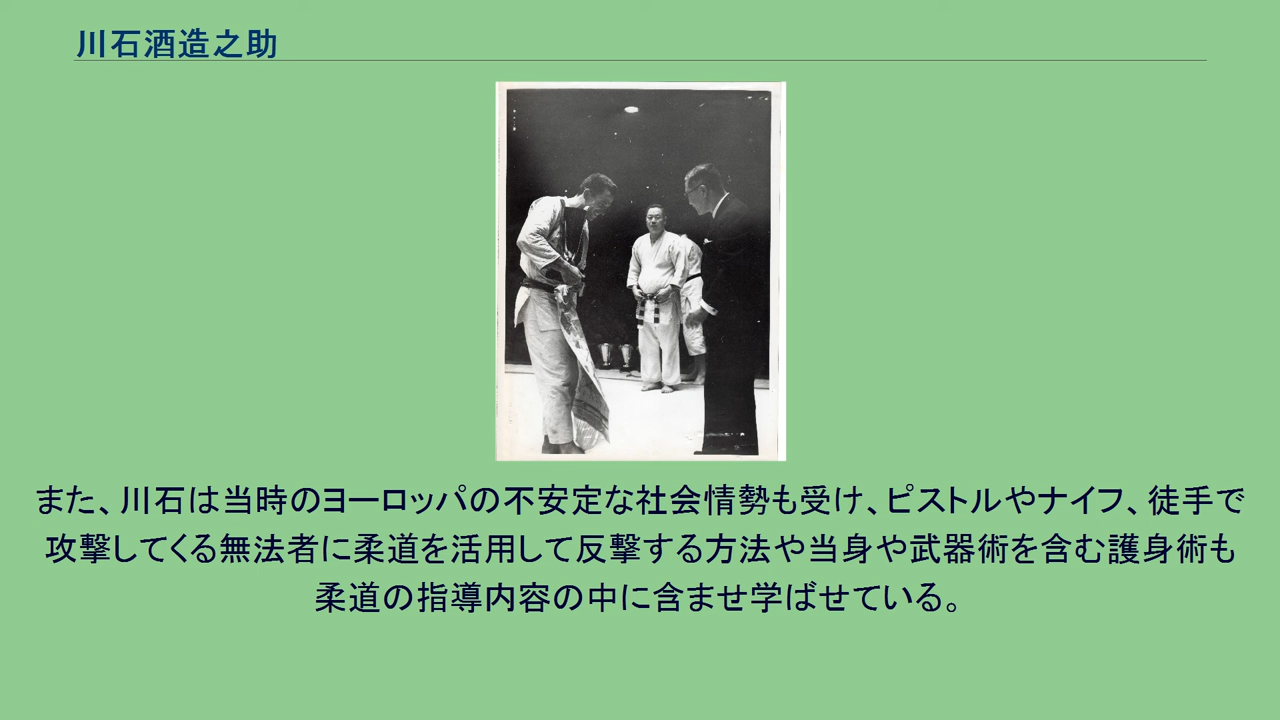 川石酒造之助
また、川石は当時のヨーロッパの不安定な社会情勢も受け、ピストルやナイフ、徒手で
攻撃してくる無法者に柔道を活用して反撃する方法や当身や武器術を含む護身術も
柔道の指導内容の中に含ませ学ばせている。